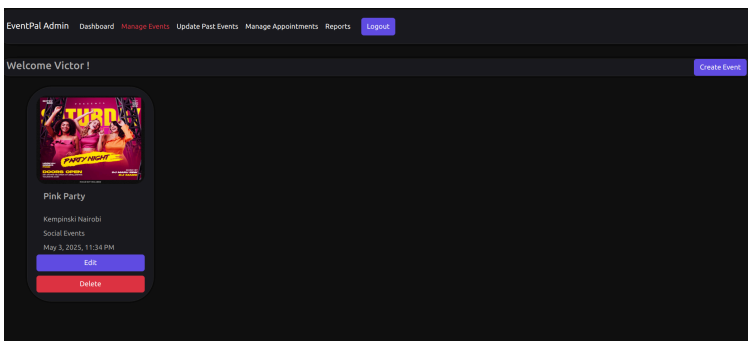 EventPal Admin Dashboard Manage Events Update Past Events Manage Appointments Reports Logout
Welcome Victor !
Create Event
PARTY NIGHT
DOORS OPEN
Pink Party
Kempinski Nairobi
Social Events
May 3, 2025, 11:34 PM
Edit
Delete